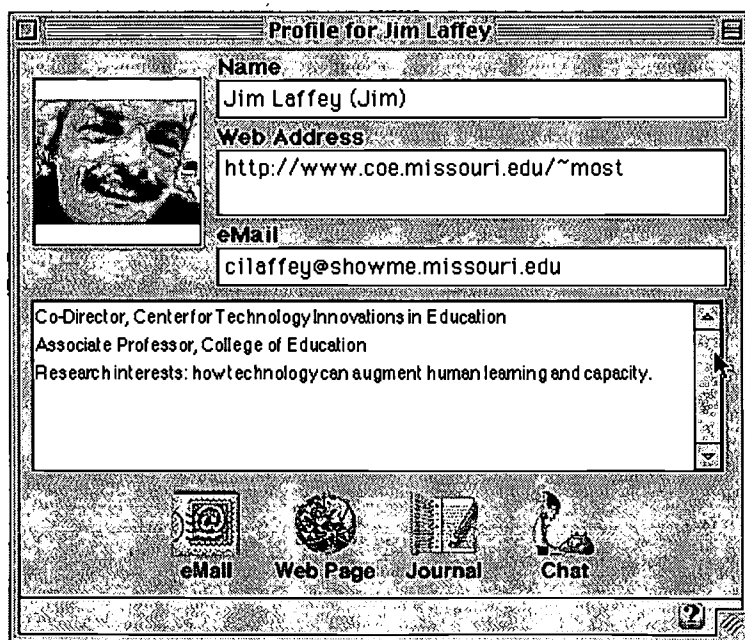 Profile for Jim Laffey
Name
Jim Laffey (Jim)
Web Address
http://www.coe.missouri.edu/~most
eMail
cilaffey@showme.missouri.edu
Co-Director, Center for Technology Innovations in Education
Associate Professor, College of Education
Research interests: how technology can augment human learning and capacity.
eMail Web Page Journal Chat
?